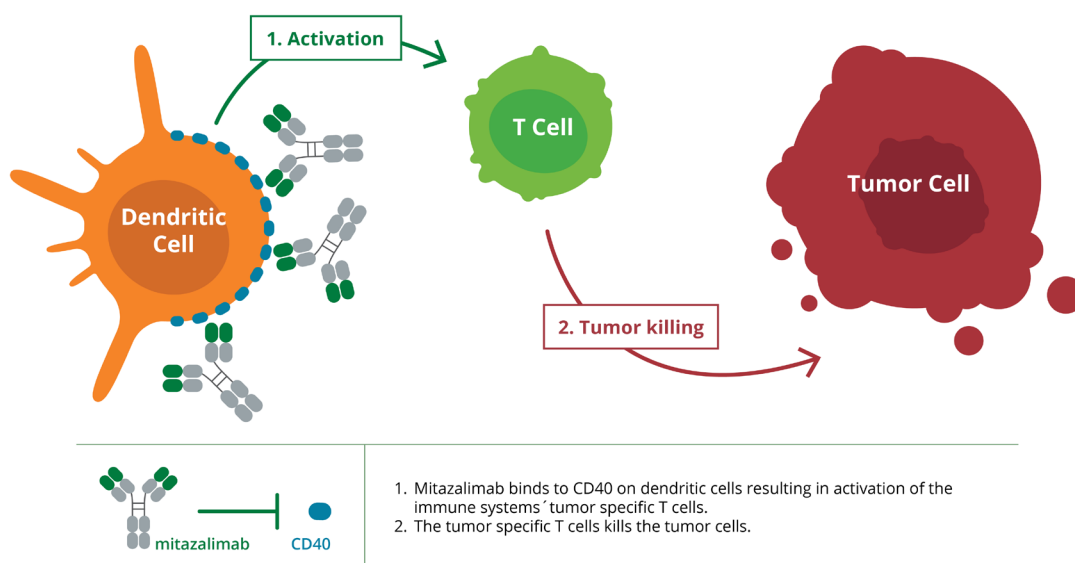 1. Activation
T Cell
Tumor Cell
Dendritic
Cell
2. Tumor killing
mitazalimab
CD40
1. Mitazalimab binds to CD40 on dendritic cells resulting in activation of the
immune systems´tumor specific T cells.
2. The tumor specific T cells kills the tumor cells.